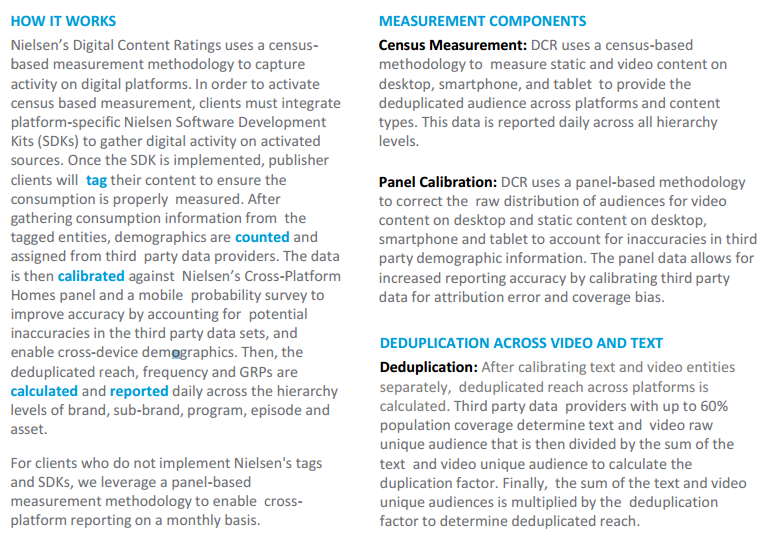 HOW IT WORKS
Nielsen's Digital Content Ratings uses a census-
based measurement methodology to capture
activity on digital platforms. In order to activate
census based measurement, clients must integrate
platform-specific Nielsen Software Development
Kits (SDKs) to gather digital activity on activated
sources. Once the SDK is implemented, publisher
clients will tag their content to ensure the
consumption is properly measured. After
gathering consumption information from the
tagged entities, demographics are counted and
assigned from third party data providers. The data
is then calibrated against Nielsen's Cross-Platform
Homes panel and a mobile probability survey to
improve accuracy by accounting for potential
inaccuracies in the third party data sets, and
enable cross-device demographics. Then, the
deduplicated reach, frequency and GRPs are
calculated and reported daily across the hierarchy
levels of brand, sub-brand, program, episode and
asset.
For clients who do not implement Nielsen's tags
and SDKs, we leverage a panel-based
measurement methodology to enable cross-
platform reporting on a monthly basis.
MEASUREMENT COMPONENTS
Census Measurement: DCR uses a census-based
methodology to measure static and video content on
desktop, smartphone, and tablet to provide the
deduplicated audience across platforms and content
types. This data is reported daily across all hierarchy
levels.
Panel Calibration: DCR uses a panel-based methodology
to correct the raw distribution of audiences for video
content on desktop and static content on desktop,
smartphone and tablet to account for inaccuracies in third
party demographic information. The panel data allows for
increased reporting accuracy by calibrating third party
data for attribution error and coverage bias.
DEDUPLICATION ACROSS VIDEO AND TEXT
Deduplication: After calibrating text and video entities
separately, deduplicated reach across platforms is
calculated. Third party data providers with up to 60%
population coverage determine text and video raw
unique audience that is then divided by the sum of the
text and video unique audience to calculate the
duplication factor. Finally, the sum of the text and video
unique audiences is multiplied by the deduplication
factor to determine deduplicated reach.